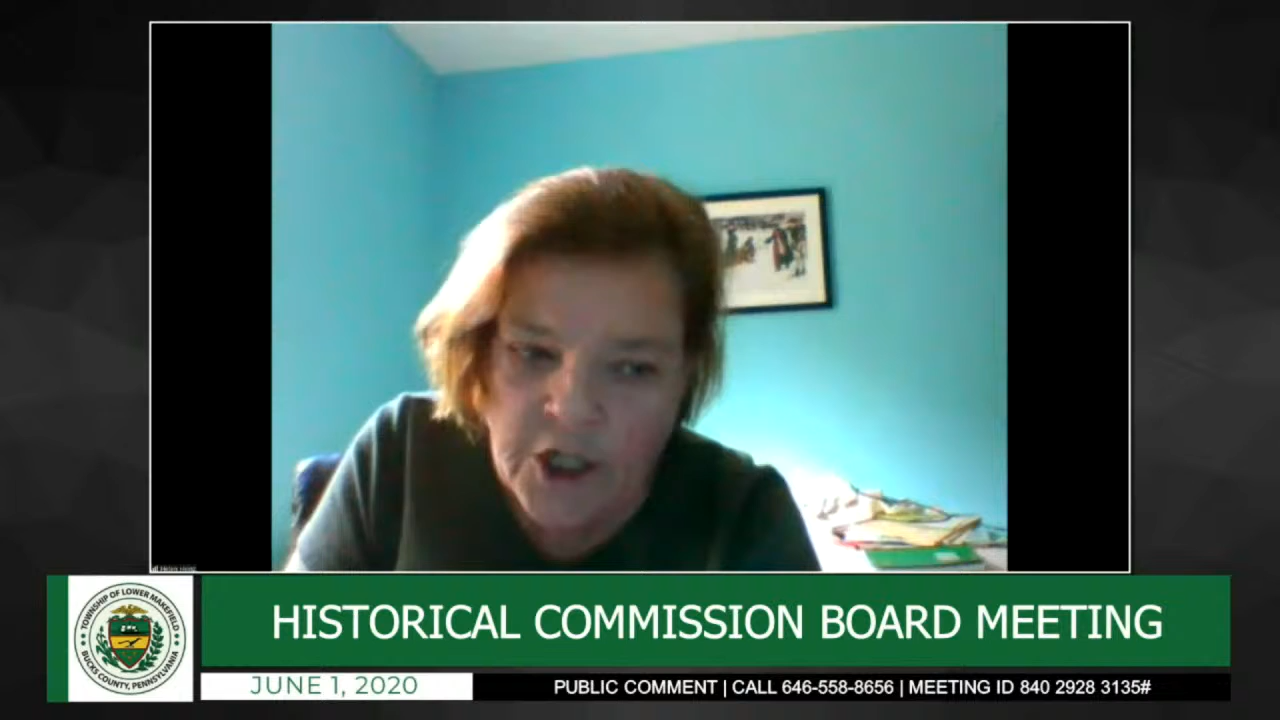 HISTORICAL COMMISSION BOARD MEETING
TOWNSHIP OF LOWER MAKEFIELD
BUCKS COUNTY, PENNSYLVANIA
JUNE 1, 2020
PUBLIC COMMENT | CALL 646-558-8656 | MEETING ID 840 2928 3135#